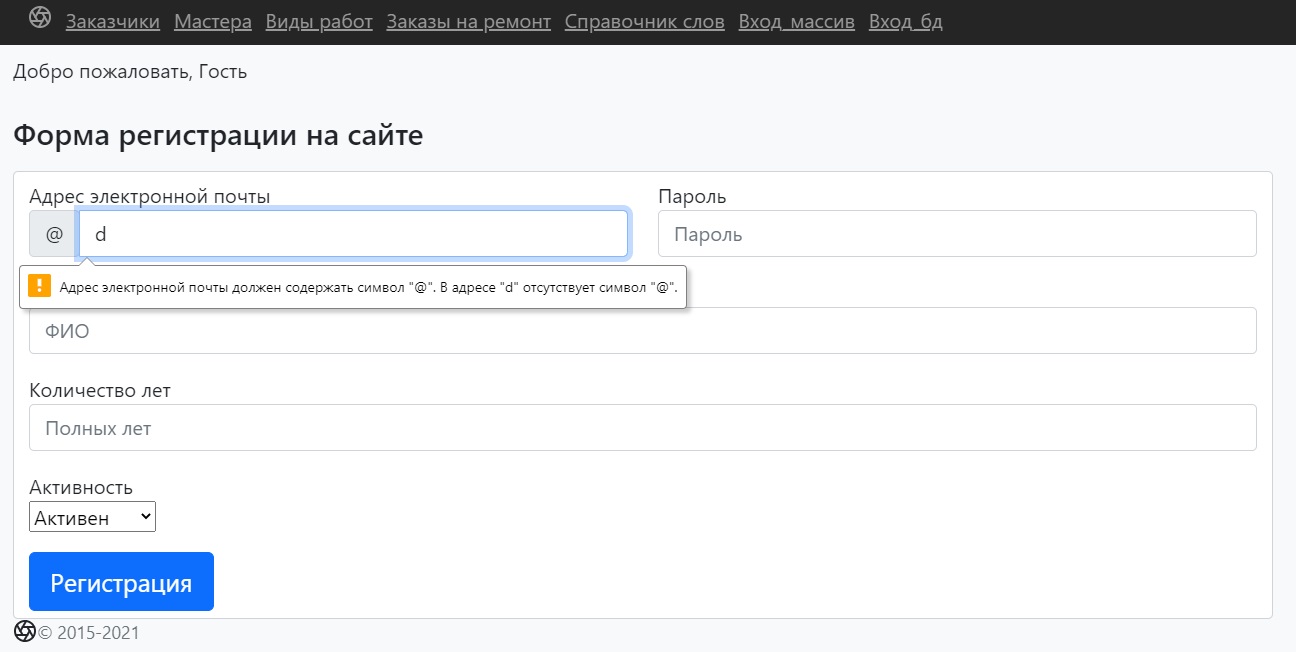 Заказчики Мастера Виды работ Заказы на ремонт Справочник слов Вход_массив Вход_бд
Добро пожаловать, Гость
Форма регистрации на сайте
Адрес электронной почты Пароль
@ d Пароль
! Адрес электронной почты должен содержать символ "@". В адресе "d" отсутствует символ "@".
ФИО
Количество лет
Полных лет
Активность
Активен
Регистрация
© 2015-2021